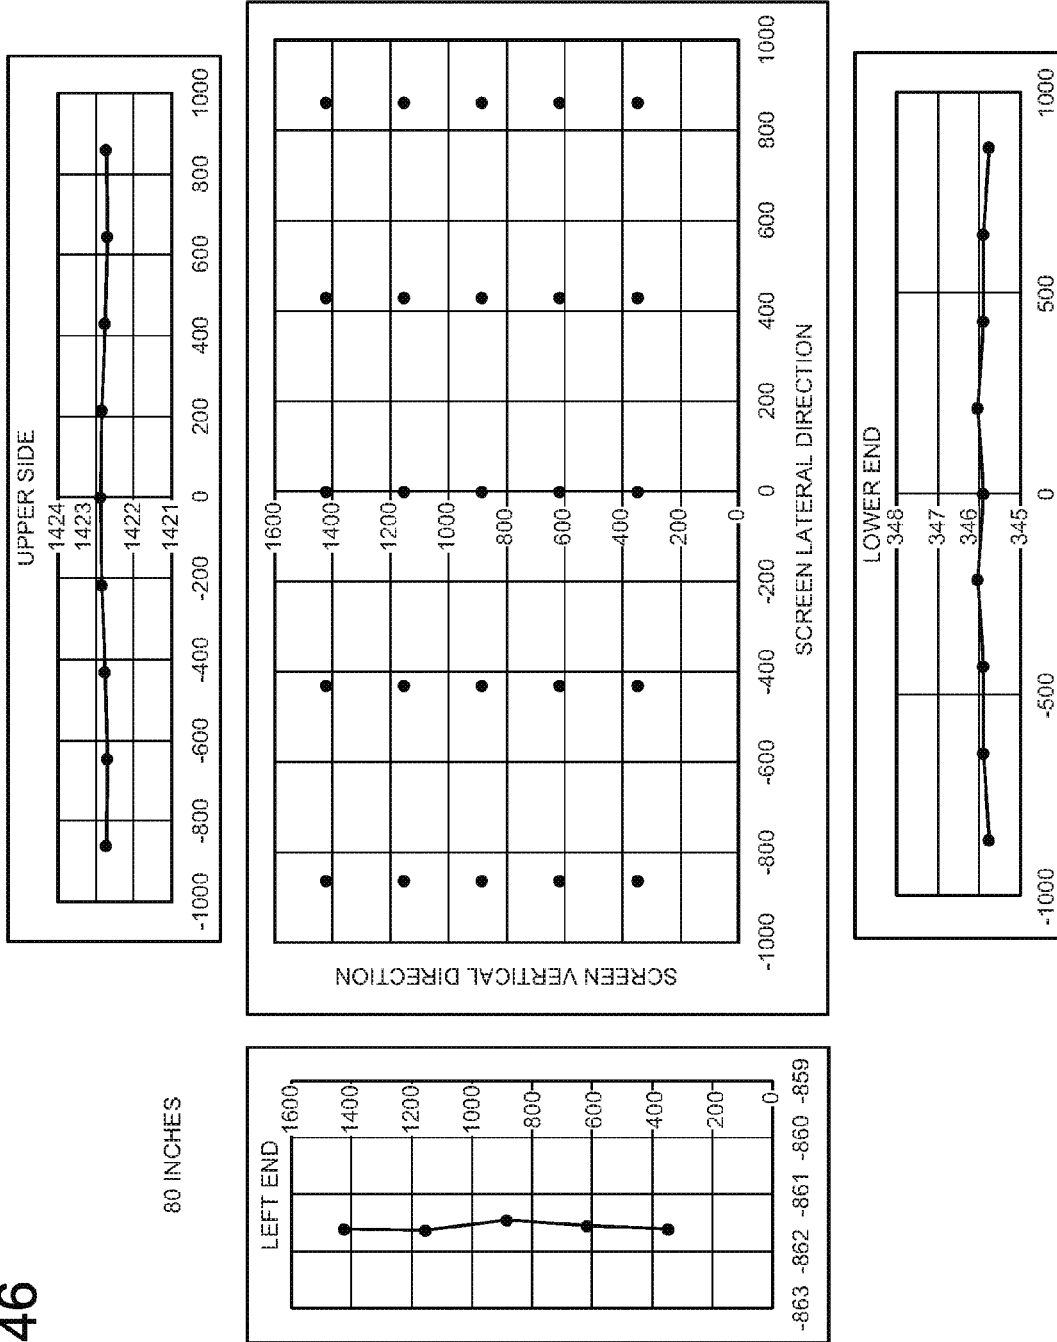 46
80 INCHES
UPPER SIDE
1424
1423
1422
1421
-1000 -800 -600 -400 -200 0 200 400 600 800 1000
LEFT END
1600
1400
1200
1000
800
600
400
200
0
-863 -862 -861 -860 -859
SCREEN VERTICAL DIRECTION
1600
1400
1200
1000
800
600
400
200
0
-1000 -800 -600 -400 -200 0 200 400 600 800 1000
SCREEN LATERAL DIRECTION
LOWER END
348
347
346
345
-1000 -500 0 500 1000